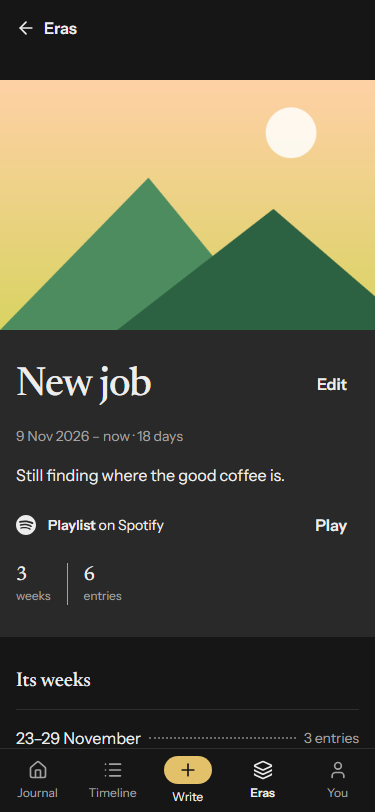 Eras
New job
Edit
9 Nov 2026 – now · 18 days
Still finding where the good coffee is.
Playlist on Spotify
Play
3
weeks
6
entries
Its weeks
23–29 November
3 entries
Journal
Timeline
Write
Eras
You